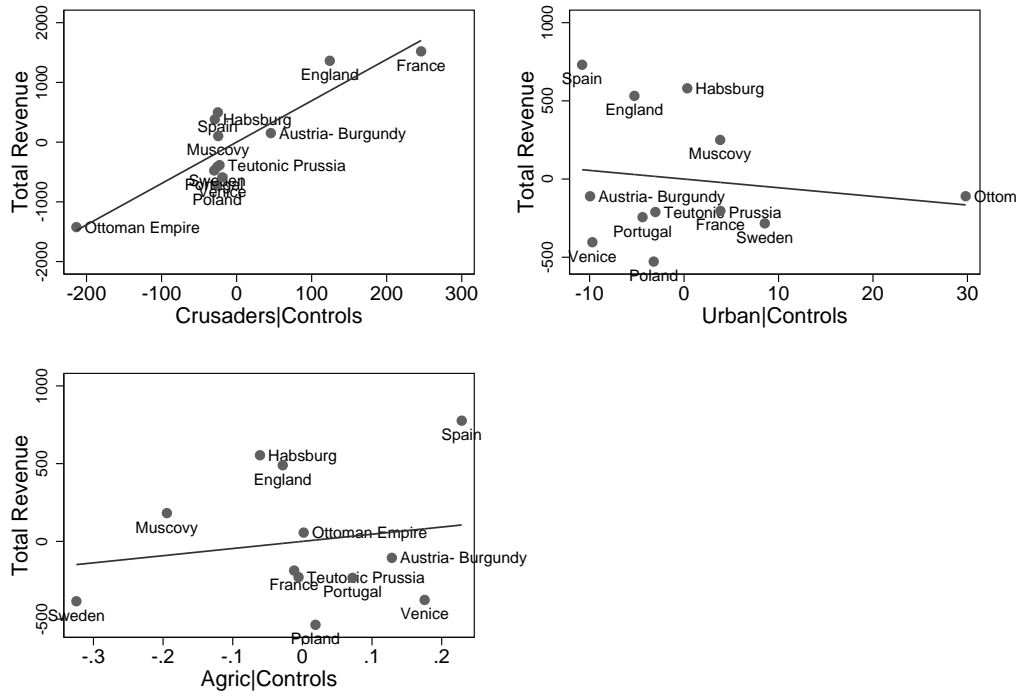 2000
1000
0
-1000
-2000
Total Revenue
England
France
Habsburg
Spain
Austria- Burgundy
Muscovy
Teutonic Prussia
Sweden
Portugal
Venice
Poland
Ottoman Empire
-200 -100 0 100 200 300
Crusaders|Controls
1000
500
0
-500
Total Revenue
Spain
Habsburg
England
Muscovy
Austria- Burgundy
Ottom
Teutonic Prussia
Portugal
France
Sweden
Venice
Poland
-10 0 10 20 30
Urban|Controls
1000
500
0
-500
Total Revenue
Spain
Habsburg
England
Muscovy
Ottoman Empire
Austria- Burgundy
Teutonic Prussia
France
Portugal
Sweden
Venice
Poland
-.3 -.2 -.1 0 .1 .2
Agric|Controls